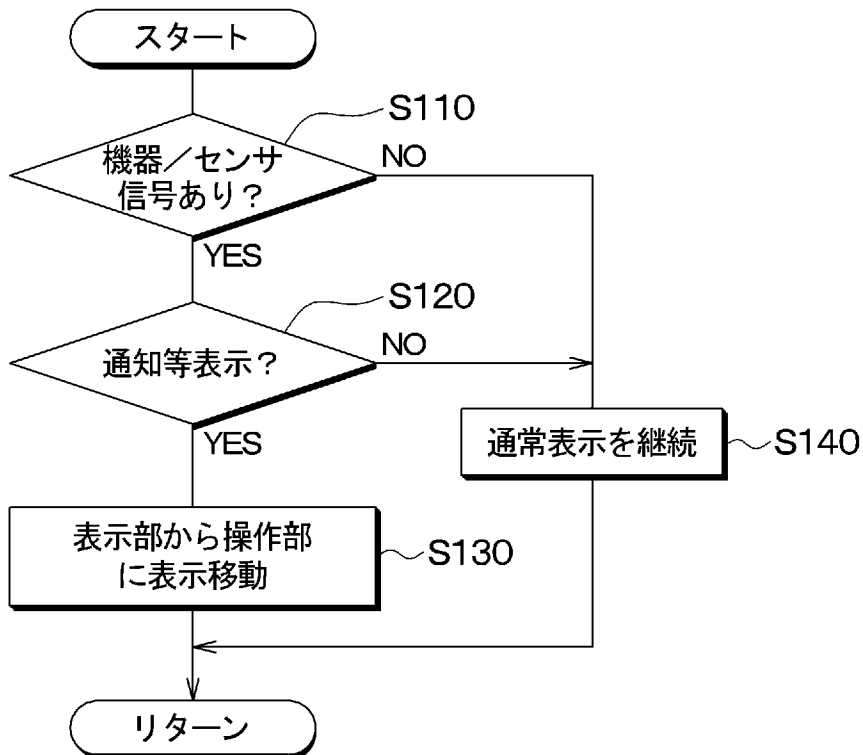 スタート
S110
機器／センサ
信号あり？
NO
YES
S120
通知等表示？
NO
YES
通常表示を継続
S140
表示部から操作部
に表示移動
S130
リターン